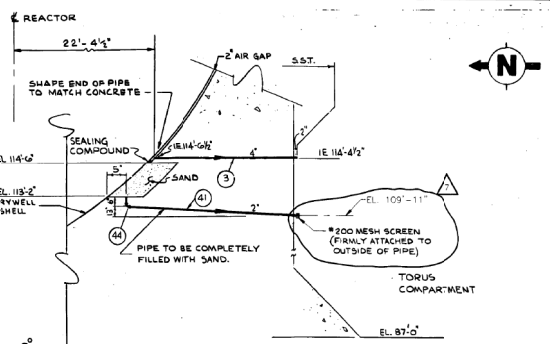 ℄ REACTOR
22'-4½"
2" AIR GAP
S.S.T.
N
SHAPE END OF PIPE
TO MATCH CONCRETE
SEALING
COMPOUND
IE 114'-6½"
2"
EL 114'-6"
4"
IE 114'-4½"
3
5"
SAND
EL. 113'-2"
RYWELL
SHELL
41
2"
EL. 109'-11"
7
44
PIPE TO BE COMPLETELY
FILLED WITH SAND.
#200 MESH SCREEN
(FIRMLY ATTACHED TO
OUTSIDE OF PIPE)
TORUS
COMPARTMENT
EL. 87'-0"